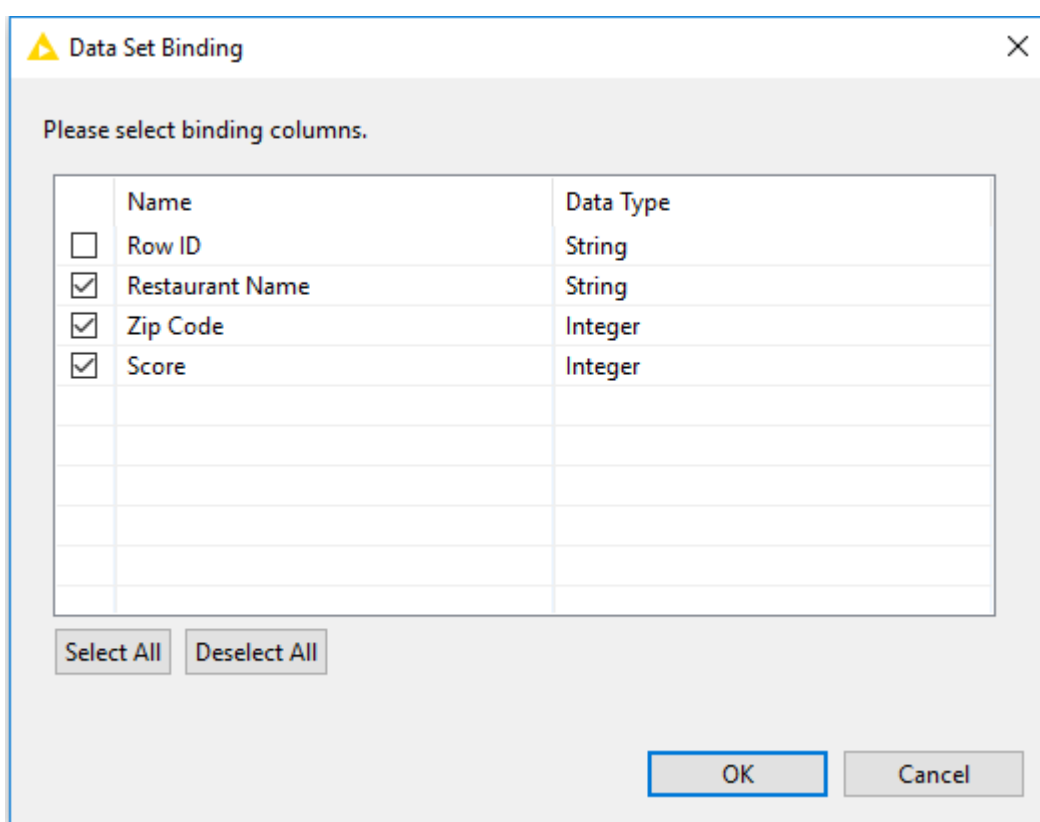 Data Set Binding
Please select binding columns.
Name Data Type
Row ID String
Restaurant Name String
Zip Code Integer
Score Integer
Select All Deselect All
OK Cancel